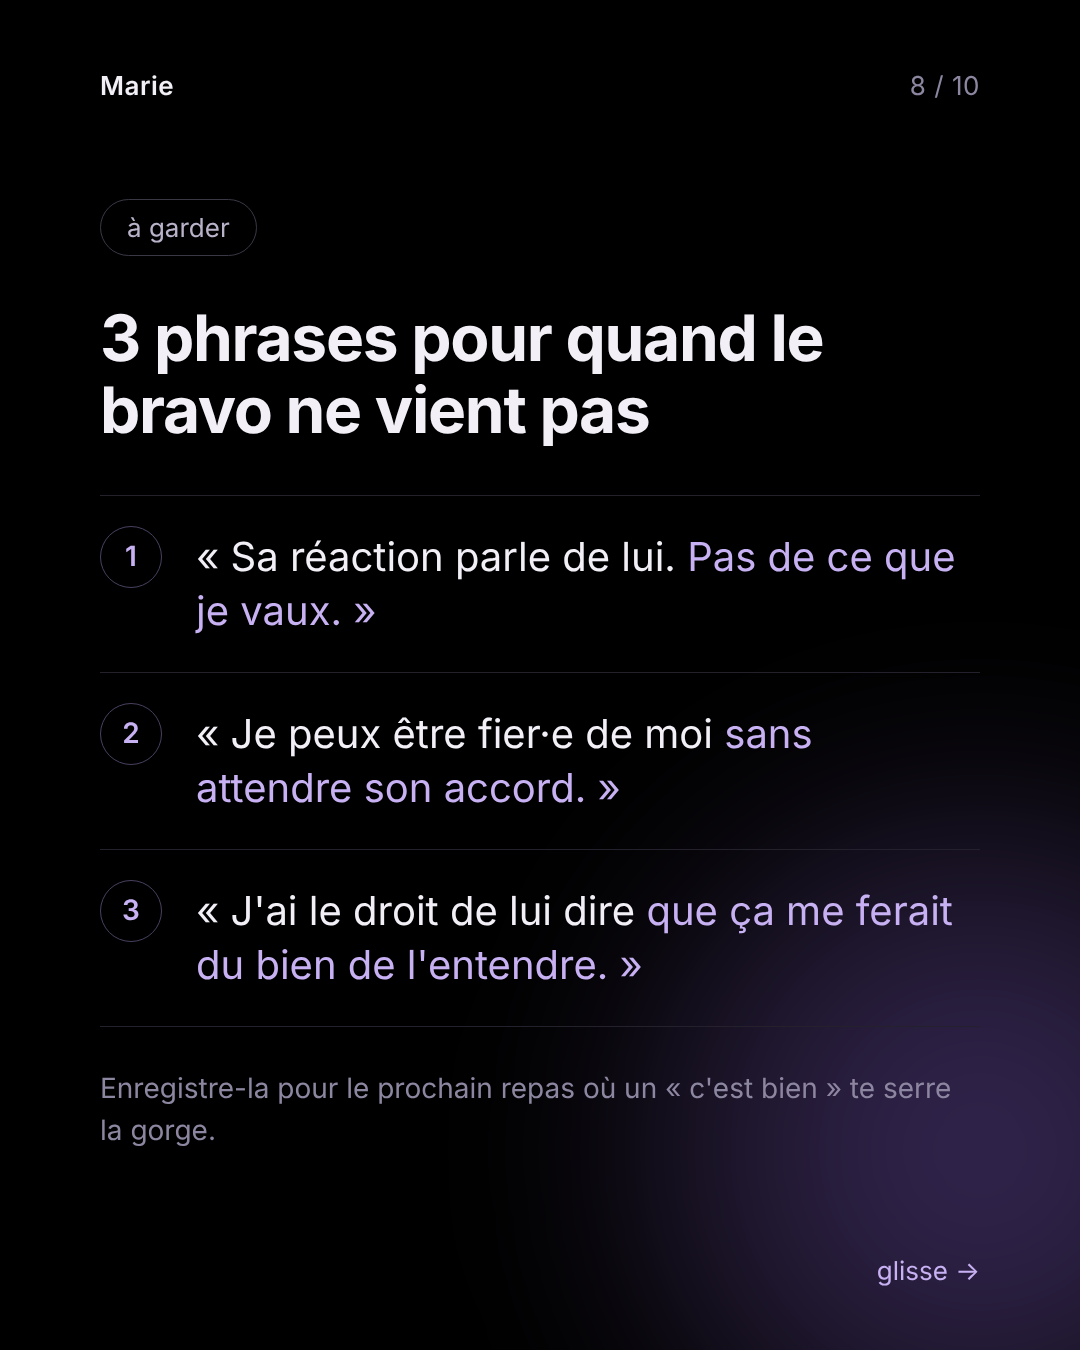 Marie
8 / 10
à garder
3 phrases pour quand le
bravo ne vient pas
1
« Sa réaction parle de lui. Pas de ce que
je vaux. »
2
« Je peux être fier·e de moi sans
attendre son accord. »
3
« J'ai le droit de lui dire que ça me ferait
du bien de l'entendre. »
Enregistre-la pour le prochain repas où un « c'est bien » te serre
la gorge.
glisse →